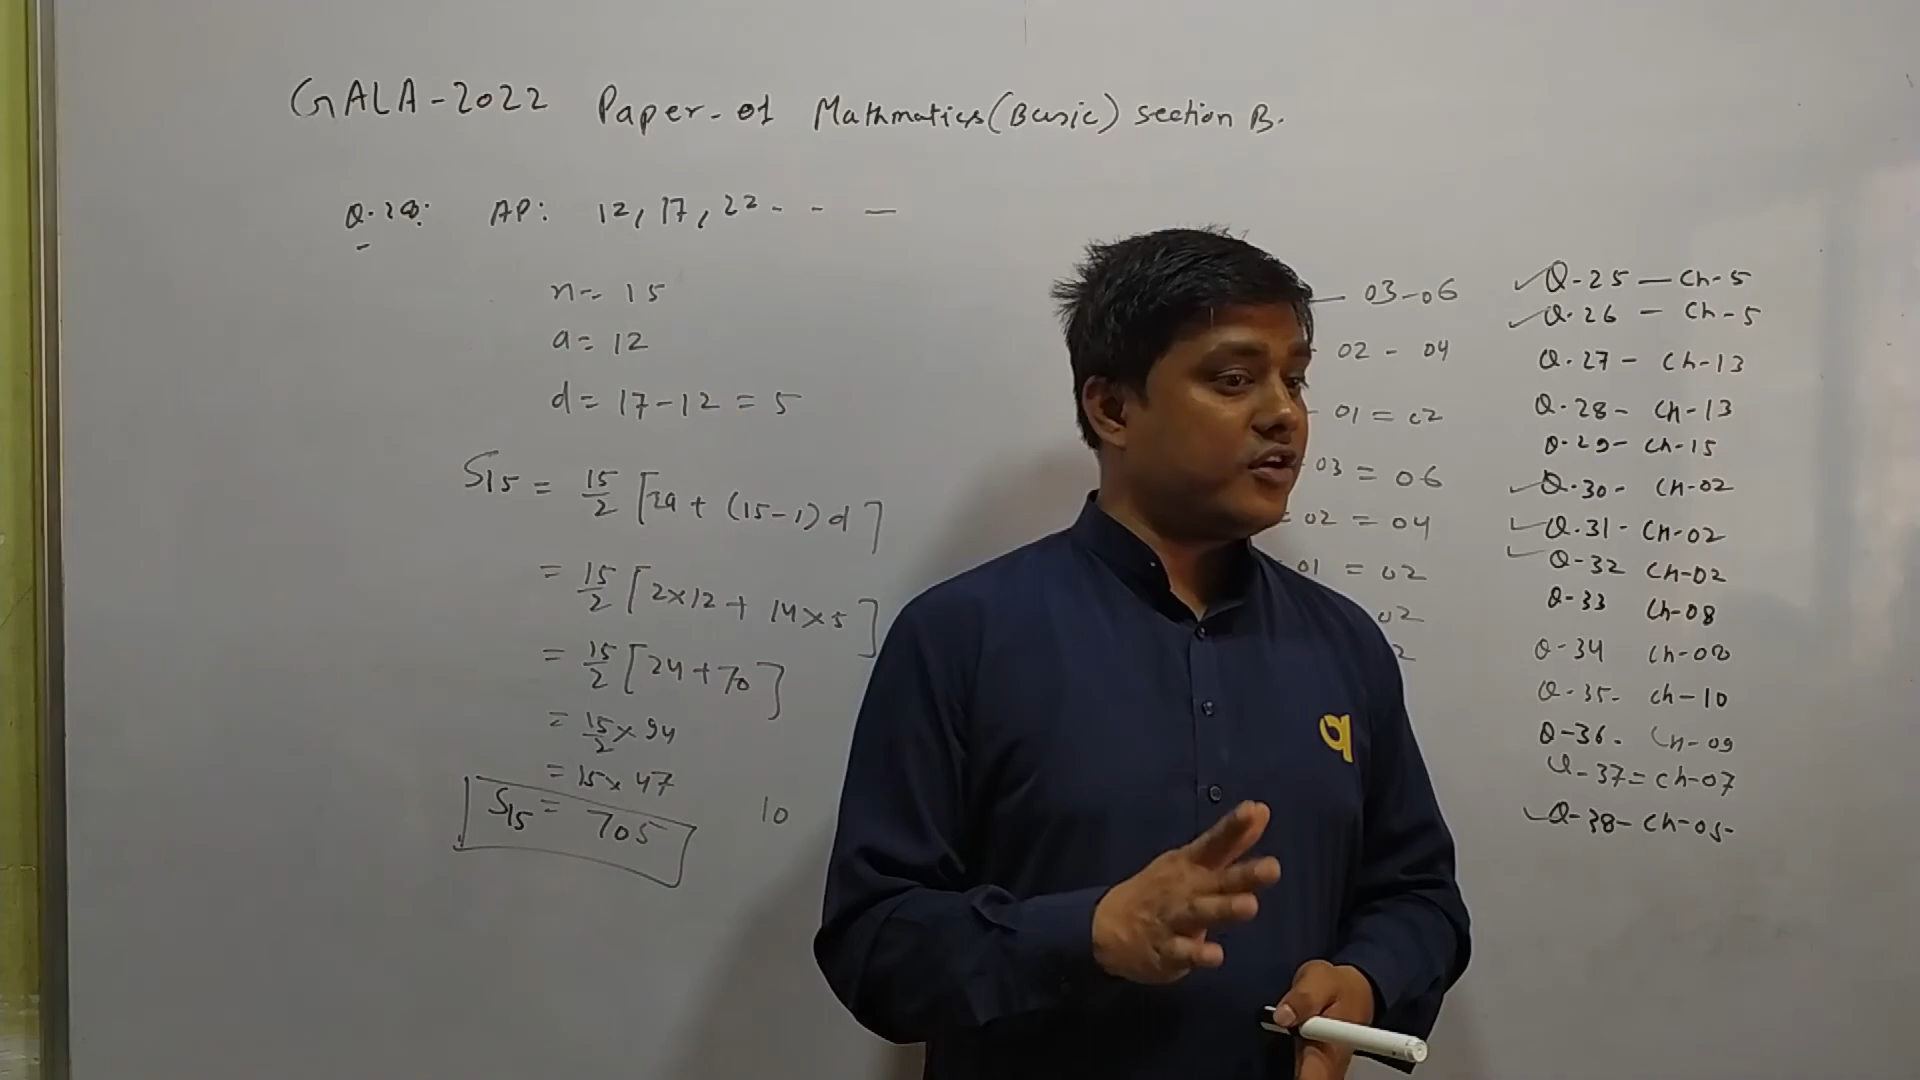 GALA-2022 Paper-01 Mathmatics (Basic) section B.
AP: 12, 17, 22 - - —
n = 15
a = 12
d = 17-12 = 5
S15 = 15/2 [2a + (15-1)d]
= 15/2 [2×12 + 14×5]
= 15/2 [24+70]
= 15/2 × 94
= 15×47
S15 = 705
10
— 03-06
- 02 - 04
- 01 = 02
03 = 06
= 02 = 04
01 = 02
02
2
Q-25 — Ch-5
Q-26 — Ch-5
Q-27 - Ch-13
Q-28- Ch-13
Q-29- Ch-15
Q-30- Ch-02
Q-31- Ch-02
Q-32 Ch-02
Q-33 Ch-08
Q-34
Q-35- Ch-10
Q-36- Ch-09
Q-37= Ch-07
Q-38- Ch-05-